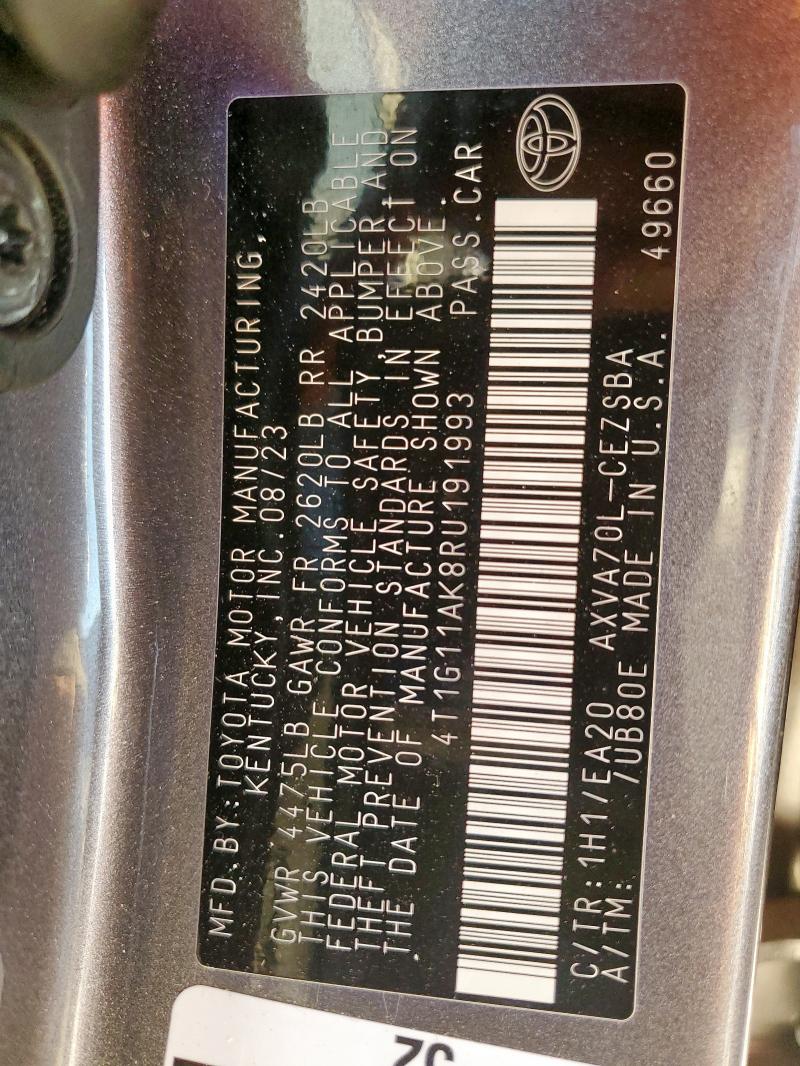 MFD.BY:TOYOTA MOTOR MANUFACTURING,
KENTUCKY, INC.08/23
GVWR 4475LB GAWR FR 2620LB RR 2420LB
THIS VEHICLE CONFORMS TO ALL APPLICABLE
FEDERAL MOTOR VEHICLE SAFETY,BUMPER,AND
THEFT PREVENTION STANDARDS IN EFFECT ON
THE DATE OF MANUFACTURE SHOWN ABOVE.
4T1G11AK8RU191993 PASS.CAR
C/TR:1H1/EA20 AXVA70L-CEZSBA
A/TM: /UB80E MADE IN U.S.A. 49660